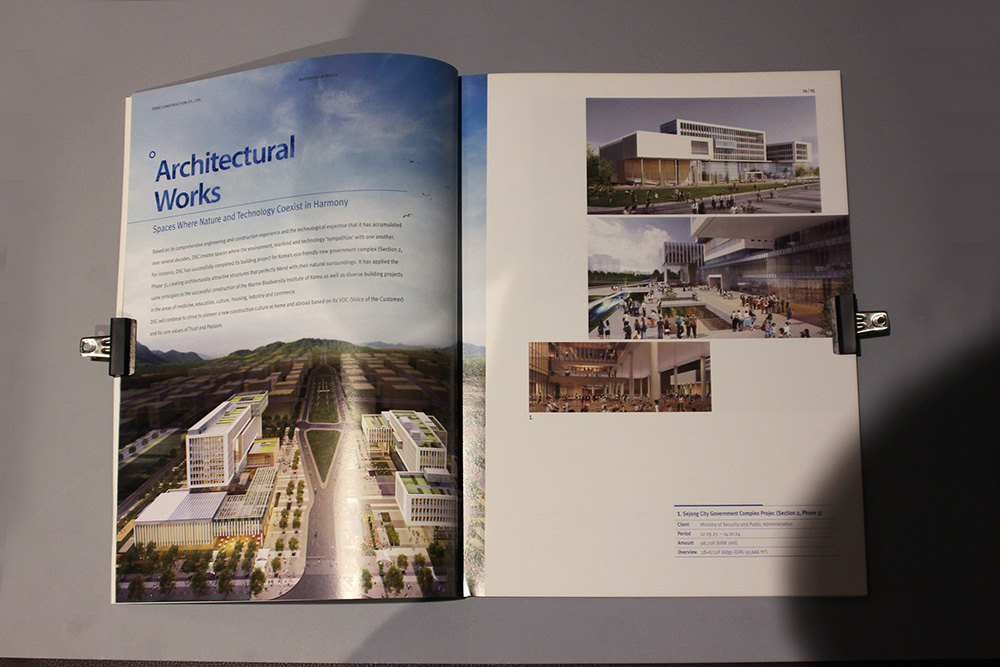 CONSTRUCTION CO., LTD.
Architectural Works
Architectural
Works
Spaces Where Nature and Technology Coexist in Harmony
Based on its comprehensive engineering and construction experience and the technological expertise that it has accumulated
over several decades, DSC creates spaces where the environment, mankind and technology 'sympathize' with one another.
For instance, DSC has successfully completed its building project for Korea's eco-friendly new government complex (Section 2,
Phase 3), creating architecturally attractive structures that perfectly blend with their natural surroundings. It has applied the
same principles to the successful construction of the Marine Biodiversity Institute of Korea as well as diverse building projects
in the areas of medicine, education, culture, housing, industry and commerce.
DSC will continue to strive to pioneer a new construction culture at home and abroad based on its VOC (Voice of the Customer)
and its core values of Trust and Passion.
1.
1. Sejong City Government Complex Projec (Section 2, Phase 3)
Client Ministry of Security and Public Administration
Period
Amount (KRW mil)
Overview